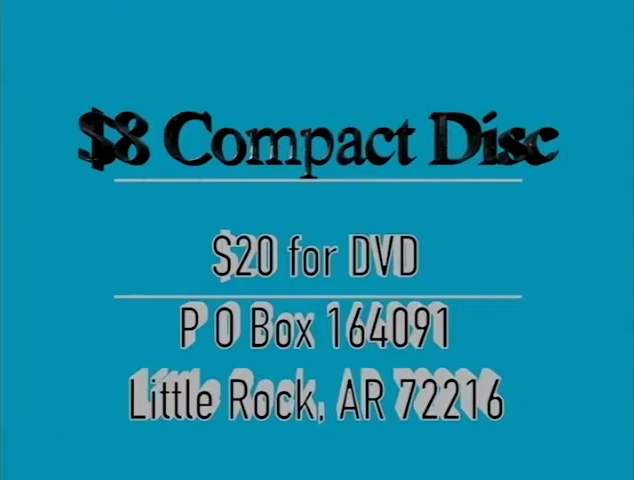 $8 Compact Disc
$20 for DVD
P O Box 164091
Little Rock, AR 72216